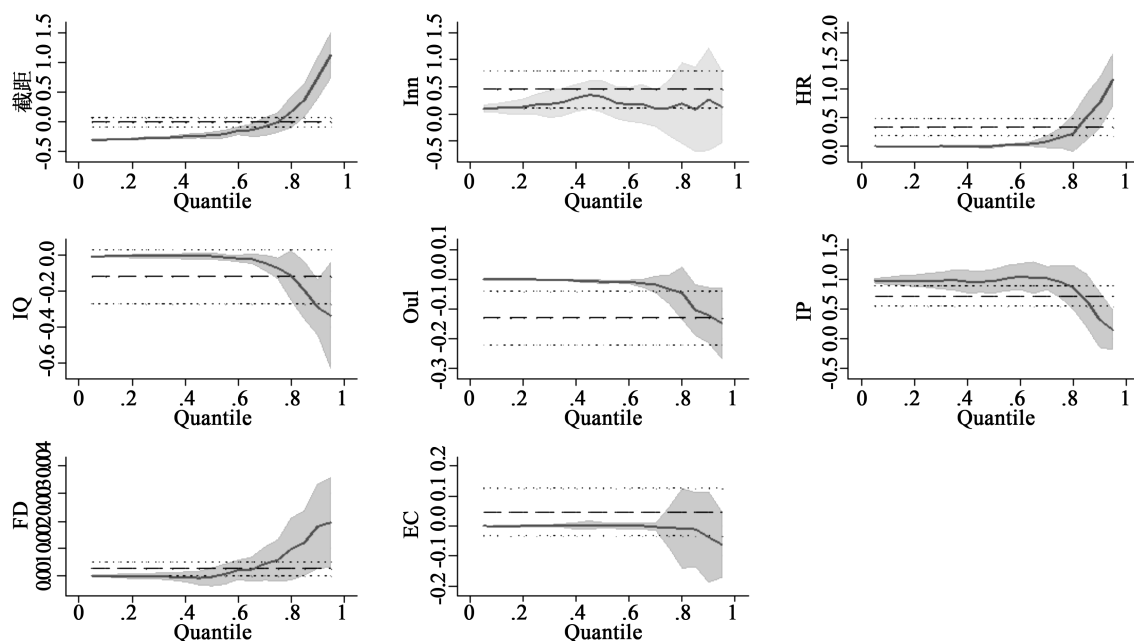 截距
-0.5 0.0 0.5 1.0 1.5
0 .2 .4 .6 .8 1
Quantile
Inn
-0.5 0.0 0.5 1.0 1.5
0 .2 .4 .6 .8 1
Quantile
HR
0.0 0.5 1.0 1.5 2.0
0 .2 .4 .6 .8 1
Quantile
IQ
-0.6 -0.4 -0.2 0.0
0 .2 .4 .6 .8 1
Quantile
Oul
-0.3 -0.2 -0.1 0.0 0.1
0 .2 .4 .6 .8 1
Quantile
IP
-0.5 0.0 0.5 1.0 1.5
0 .2 .4 .6 .8 1
Quantile
FD
0.001 0.002 0.003 0.004
0 .2 .4 .6 .8 1
Quantile
EC
-0.2 -0.1 0.0 0.1 0.2
0 .2 .4 .6 .8 1
Quantile